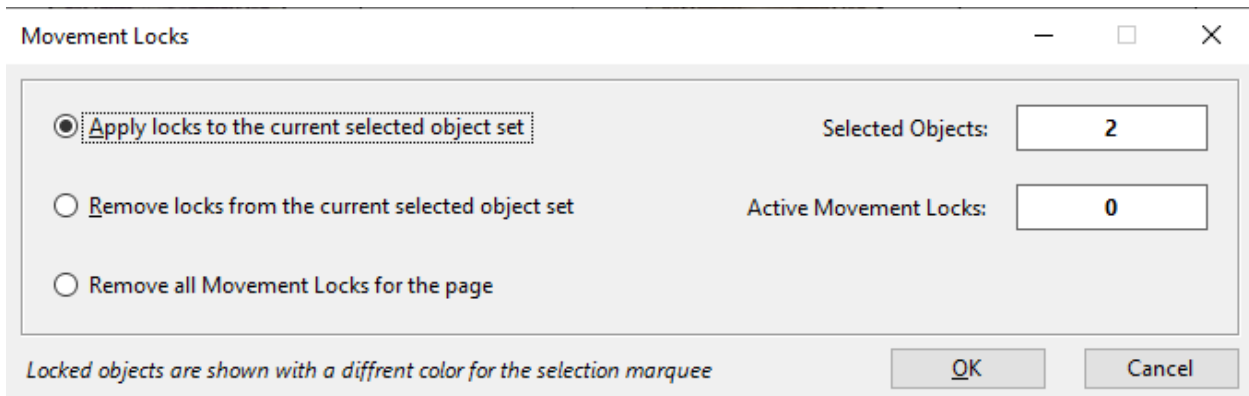 Movement Locks
Apply locks to the current selected object set
Selected Objects: 2
Remove locks from the current selected object set
Active Movement Locks: 0
Remove all Movement Locks for the page
Locked objects are shown with a diffrent color for the selection marquee
OK
Cancel